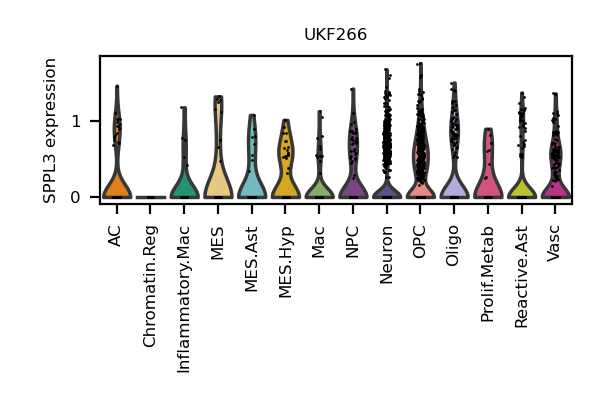 UKF266
SPPL3 expression
1
0
AC
Chromatin.Reg
Inflammatory.Mac
MES
MES.Ast
MES.Hyp
Mac
NPC
Neuron
OPC
Oligo
Prolif.Metab
Reactive.Ast
Vasc